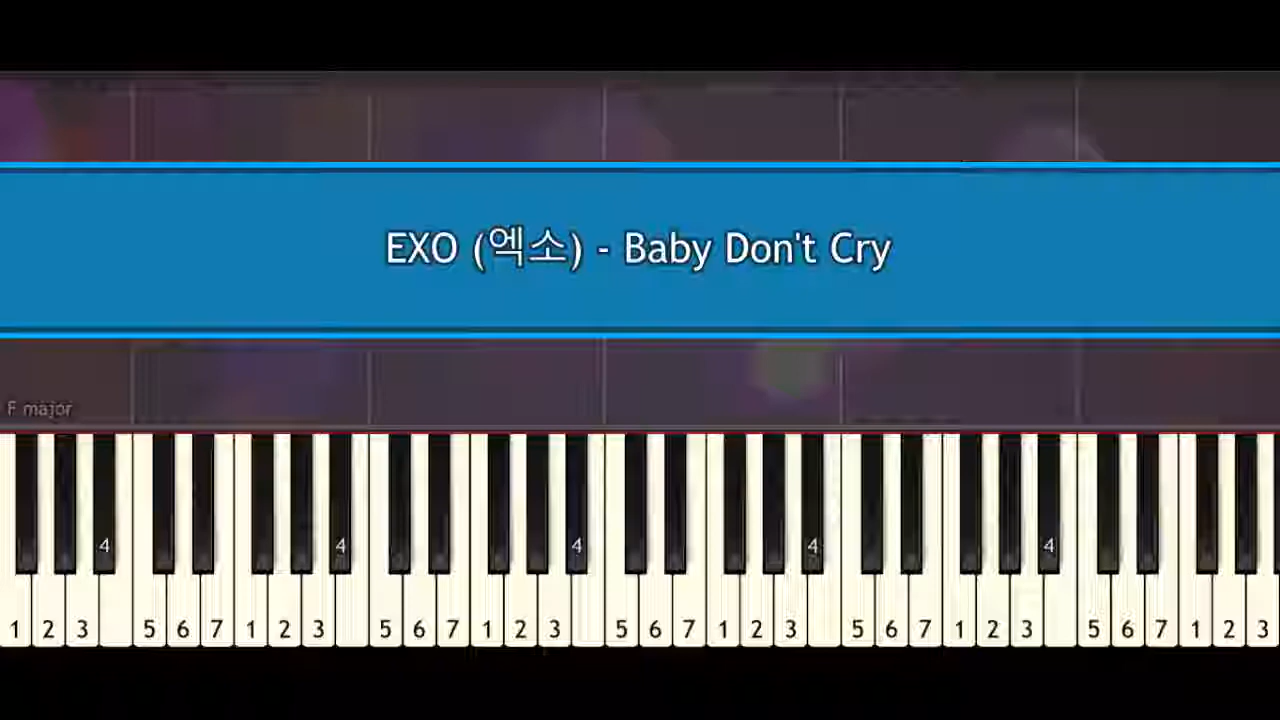 EXO (엑소) - Baby Don't Cry
F major
4 4 4 4 4
1 2 3 5 6 7 1 2 3 5 6 7 1 2 3 5 6 7 1 2 3 5 6 7 1 2 3 5 6 7 1 2 3